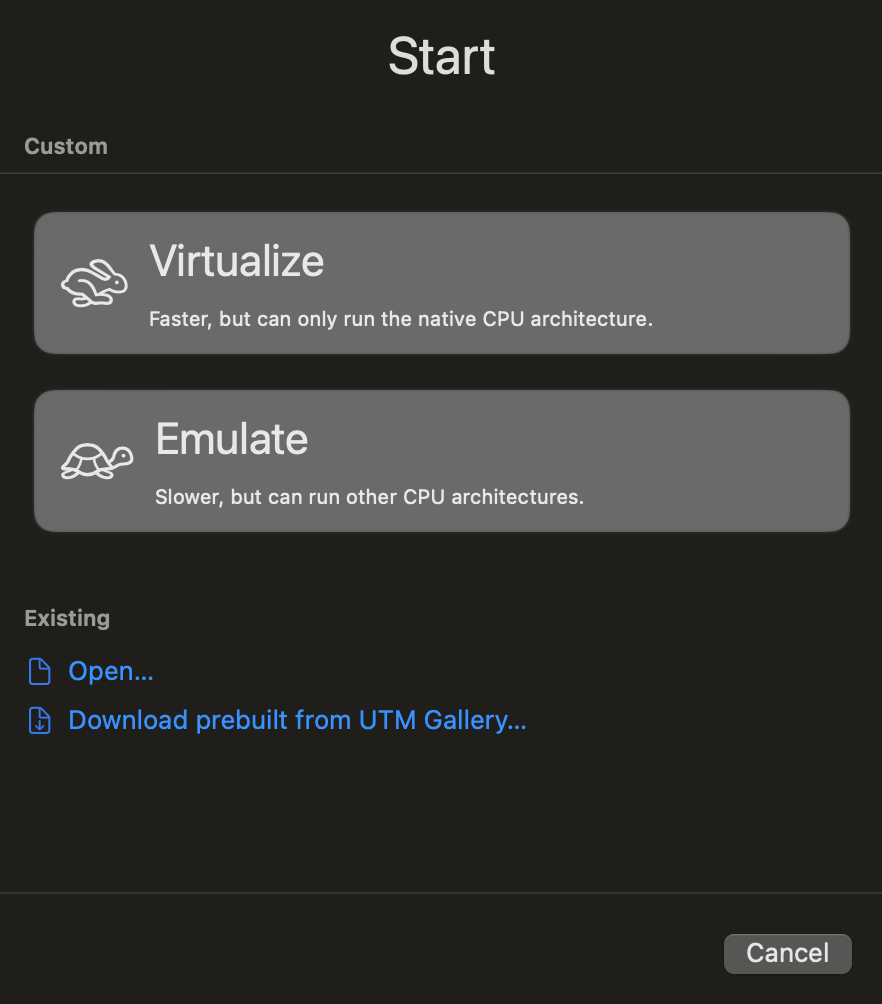 Start
Custom
Virtualize
Faster, but can only run the native CPU architecture.
Emulate
Slower, but can run other CPU architectures.
Existing
Open...
Download prebuilt from UTM Gallery...
Cancel